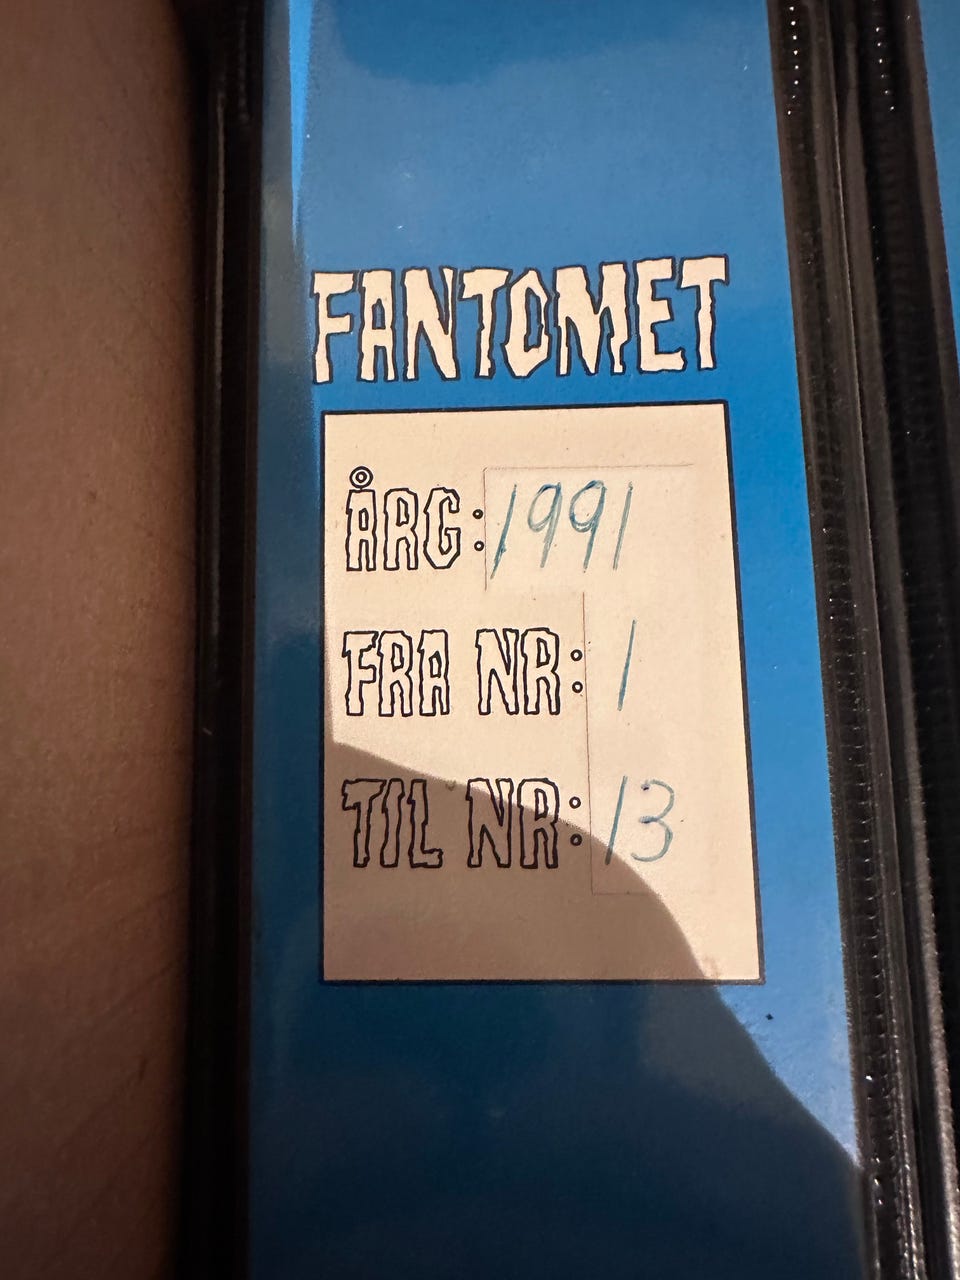 FANTOMET
ÅRG: 1991
FRA NR: 1
TIL NR: 13